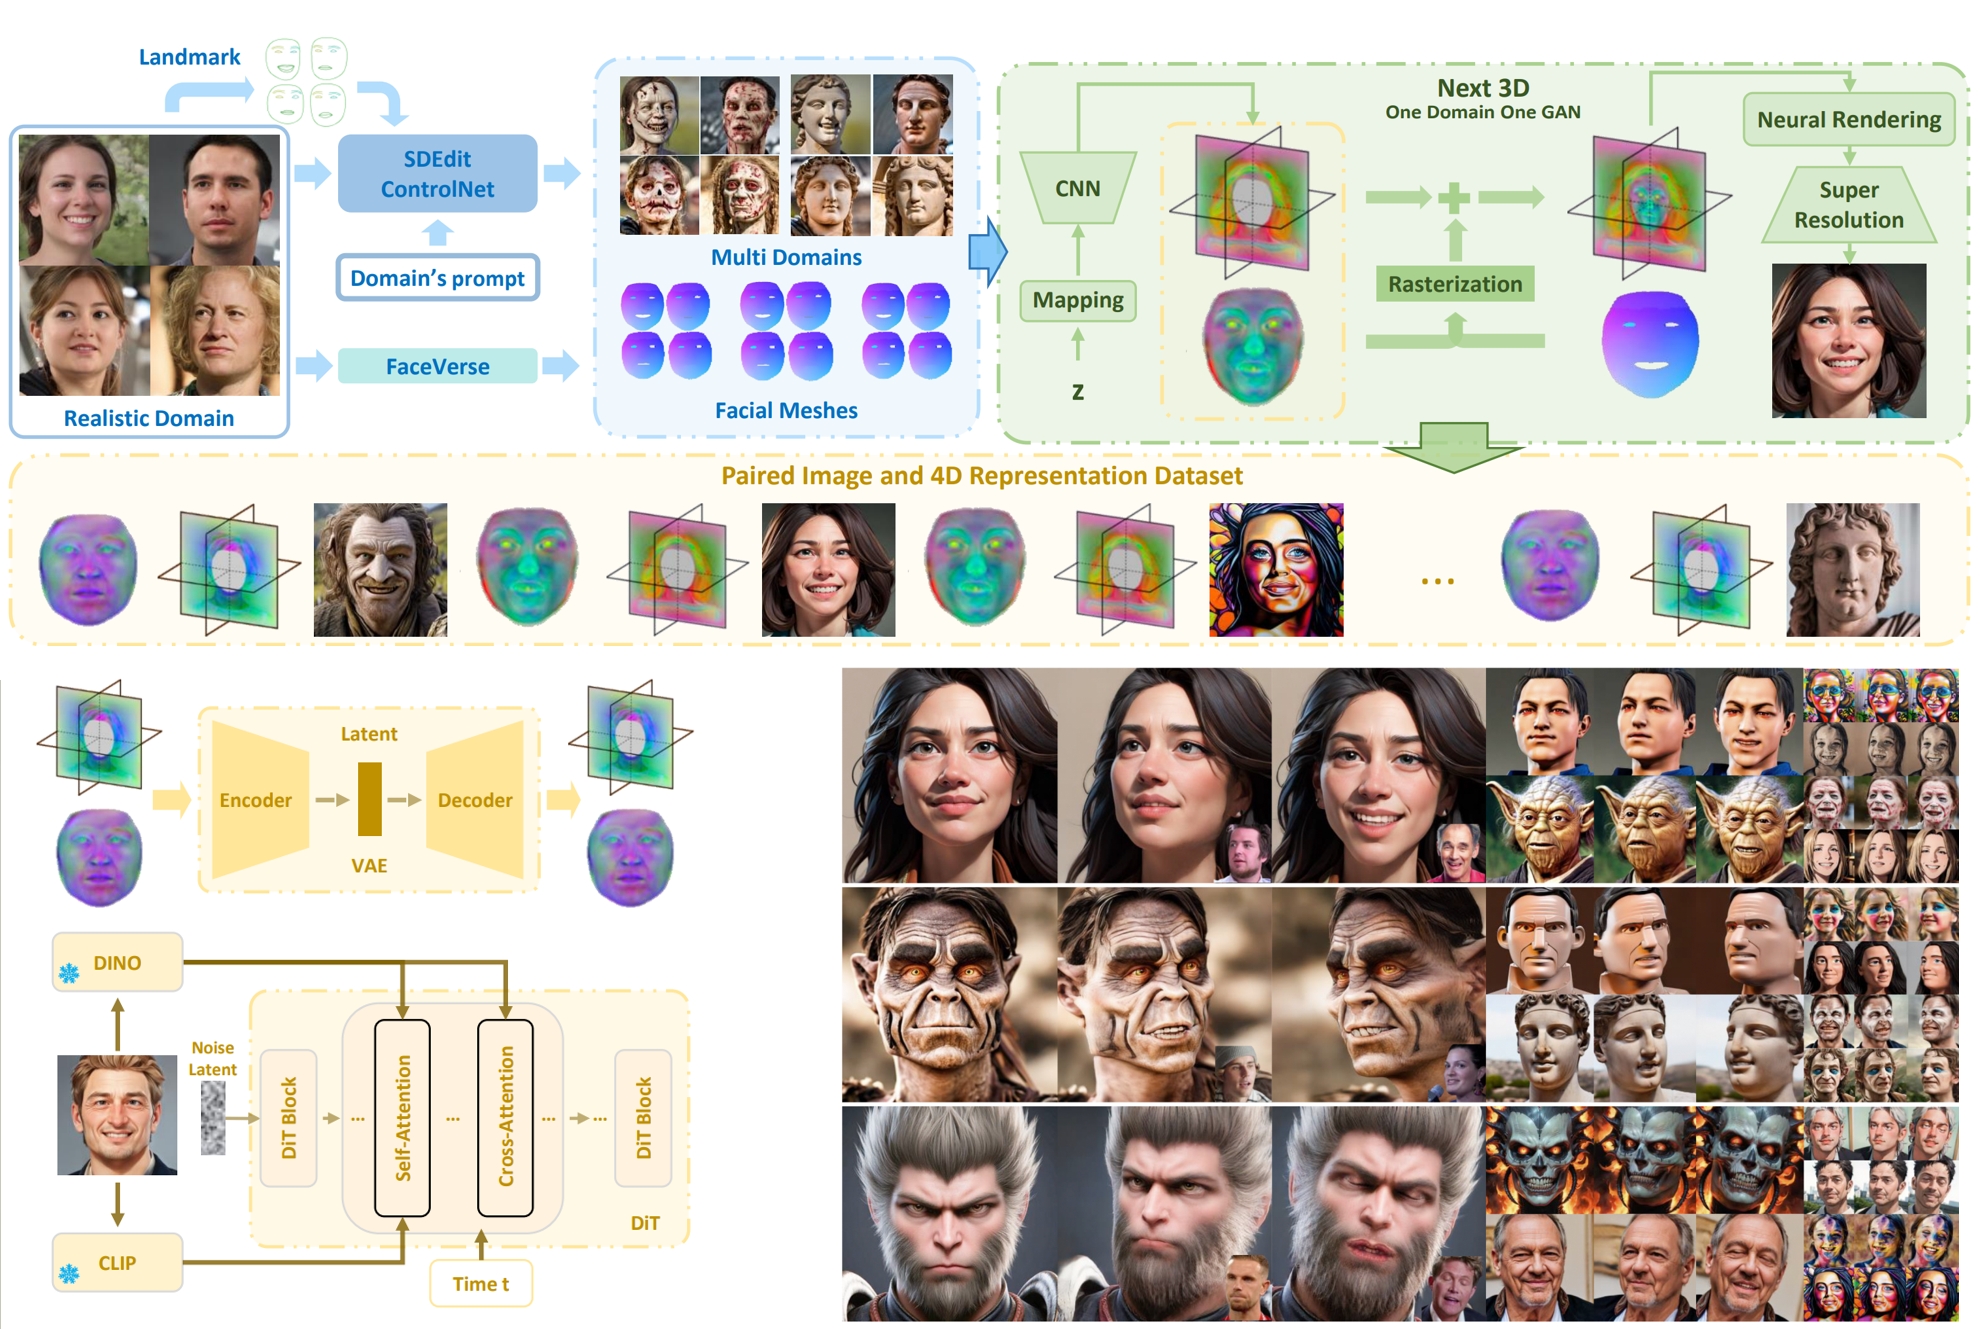 Landmark
SDEdit
ControlNet
Domain's prompt
FaceVerse
Realistic Domain
Multi Domains
Facial Meshes
Next 3D
One Domain One GAN
CNN
Mapping
z
Rasterization
Neural Rendering
Super
Resolution
Paired Image and 4D Representation Dataset
...
Encoder
Latent
VAE
Decoder
DINO
Noise
Latent
DiT Block
...
Self-Attention
...
Cross-Attention
...
...
DiT Block
DiT
CLIP
Time t